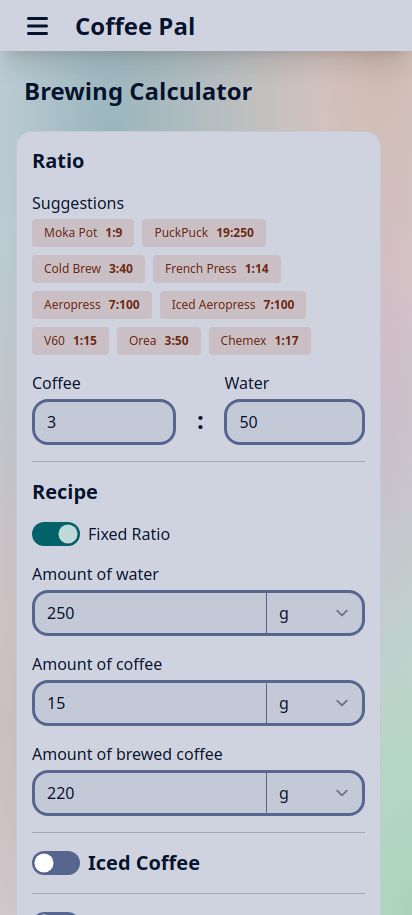 Coffee Pal
Brewing Calculator
Ratio
Suggestions
Moka Pot 1:9 PuckPuck 19:250
Cold Brew 3:40 French Press 1:14
Aeropress 7:100 Iced Aeropress 7:100
V60 1:15 Orea 3:50 Chemex 1:17
Coffee Water
3 : 50
Recipe
Fixed Ratio
Amount of water
250 g
Amount of coffee
15 g
Amount of brewed coffee
220 g
Iced Coffee